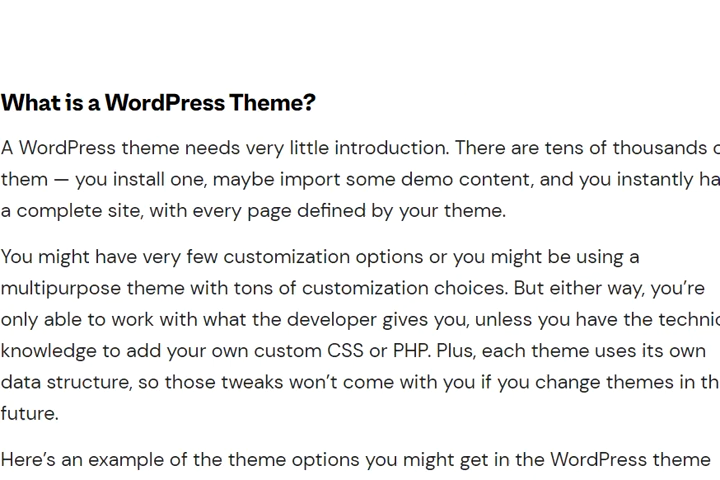 What is a WordPress Theme?
A WordPress theme needs very little introduction. There are tens of thousands
them — you install one, maybe import some demo content, and you instantly ha
a complete site, with every page defined by your theme.
You might have very few customization options or you might be using a
multipurpose theme with tons of customization choices. But either way, you’re
only able to work with what the developer gives you, unless you have the technic
knowledge to add your own custom CSS or PHP. Plus, each theme uses its own
data structure, so those tweaks won’t come with you if you change themes in th
future.
Here’s an example of the theme options you might get in the WordPress theme